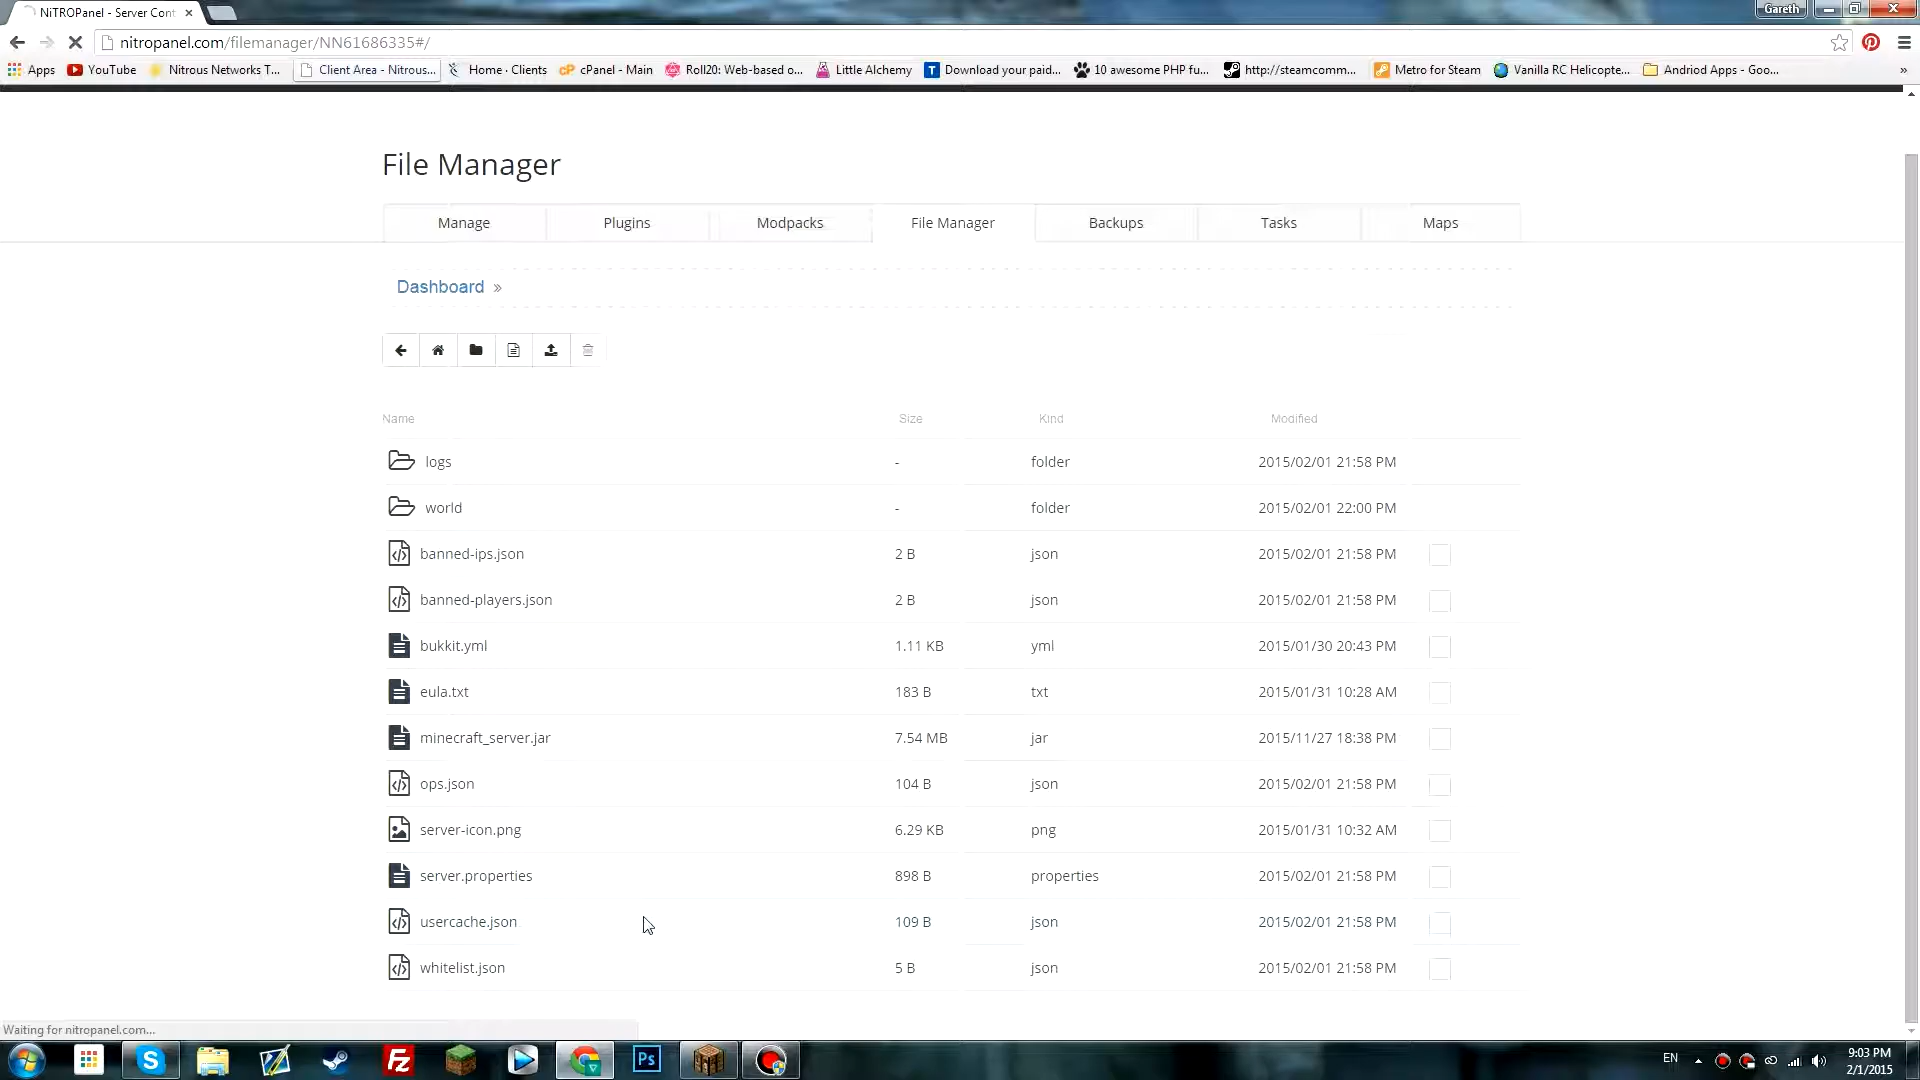 NiTROPanel - Server Cont
Gareth
nitropanel.com/filemanager/NN61686335#/
Apps YouTube Nitrous Networks T... Client Area - Nitrous... Home · Clients cP cPanel - Main Roll20: Web-based o... Little Alchemy T Download your paid... 10 awesome PHP fu... http://steamcomm... Metro for Steam Vanilla RC Helicopte... Andriod Apps - Goo... »
File Manager
Manage Plugins Modpacks File Manager Backups Tasks Maps
Dashboard »
Name Size Kind Modified
logs - folder 2015/02/01 21:58 PM
world - folder 2015/02/01 22:00 PM
banned-ips.json 2 B json 2015/02/01 21:58 PM
banned-players.json 2 B json 2015/02/01 21:58 PM
bukkit.yml 1.11 KB yml 2015/01/30 20:43 PM
eula.txt 183 B txt 2015/01/31 10:28 AM
minecraft_server.jar 7.54 MB jar 2015/11/27 18:38 PM
ops.json 104 B json 2015/02/01 21:58 PM
server-icon.png 6.29 KB png 2015/01/31 10:32 AM
server.properties 898 B properties 2015/02/01 21:58 PM
usercache.json 109 B json 2015/02/01 21:58 PM
whitelist.json 5 B json 2015/02/01 21:58 PM
Waiting for nitropanel.com...
S Fz Ps EN 9:03 PM
2/1/2015